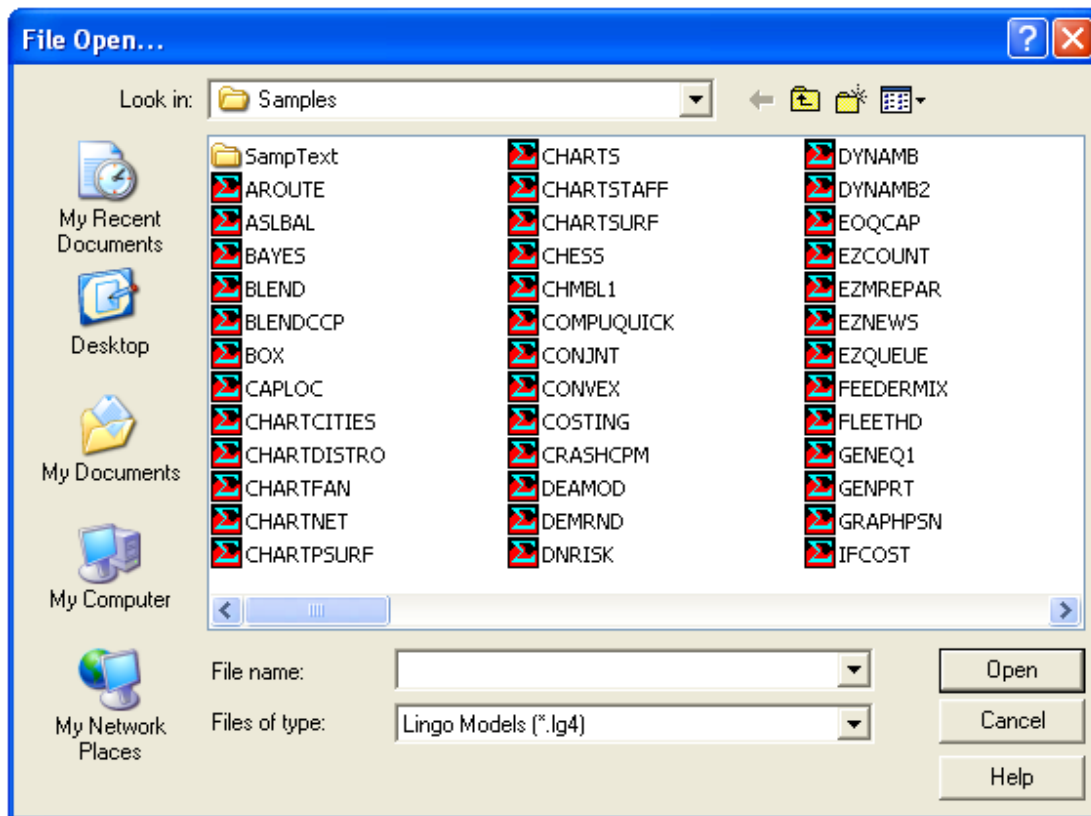 File Open...
Look in:
Samples
My Recent
Documents
Desktop
My Documents
My Computer
My Network
Places
SampText
AROUTE
ASLBAL
BAYES
BLEND
BLENDCCP
BOX
CAPLOC
CHARTCITIES
CHARTDISTRO
CHARTFAN
CHARTNET
CHARTPSURF
CHARTS
CHARTSTAFF
CHARTSURF
CHESS
CHMBL1
COMPUQUICK
CONJNT
CONVEX
COSTING
CRASHCPM
DEAMOD
DEMRND
DNRISK
DYNAMB
DYNAMB2
EOQCAP
EZCOUNT
EZMREPAR
EZNEWS
EZQUEUE
FEEDERMIX
FLEETHD
GENEQ1
GENPRT
GRAPHPSN
IFCOST
File name:
Open
Files of type:
Lingo Models (*.lg4)
Cancel
Help